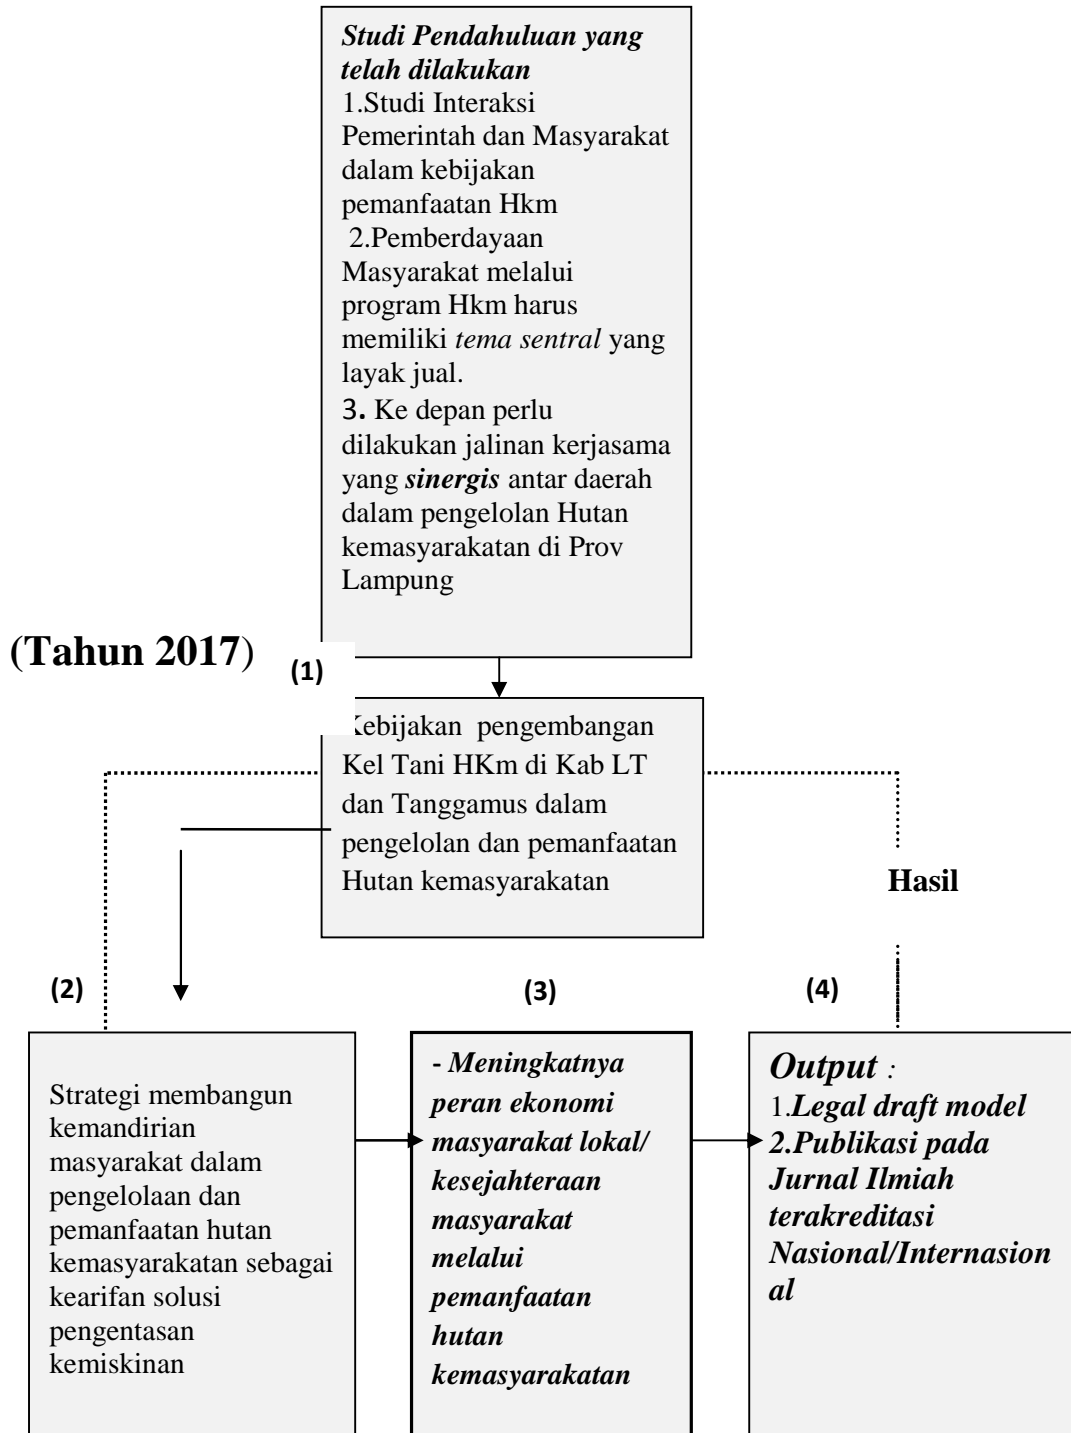 Studi Pendahuluan yang
telah dilakukan
1.Studi Interaksi
Pemerintah dan Masyarakat
dalam kebijakan
pemanfaatan Hkm
2.Pemberdayaan
Masyarakat melalui
program Hkm harus
memiliki tema sentral yang
layak jual.
3. Ke depan perlu
dilakukan jalinan kerjasama
yang sinergis antar daerah
dalam pengelolan Hutan
kemasyarakatan di Prov
Lampung
(Tahun 2017)
(1)
Kebijakan pengembangan
Kel Tani HKm di Kab LT
dan Tanggamus dalam
pengelolan dan pemanfaatan
Hutan kemasyarakatan
Hasil
(2)
Strategi membangun
kemandirian
masyarakat dalam
pengelolaan dan
pemanfaatan hutan
kemasyarakatan sebagai
kearifan solusi
pengentasan
kemiskinan
(3)
- Meningkatnya
peran ekonomi
masyarakat lokal/
kesejahteraan
masyarakat
melalui
pemanfaatan
hutan
kemasyarakatan
(4)
Output :
1.Legal draft model
2.Publikasi pada
Jurnal Ilmiah
terakreditasi
Nasional/Internasion
al